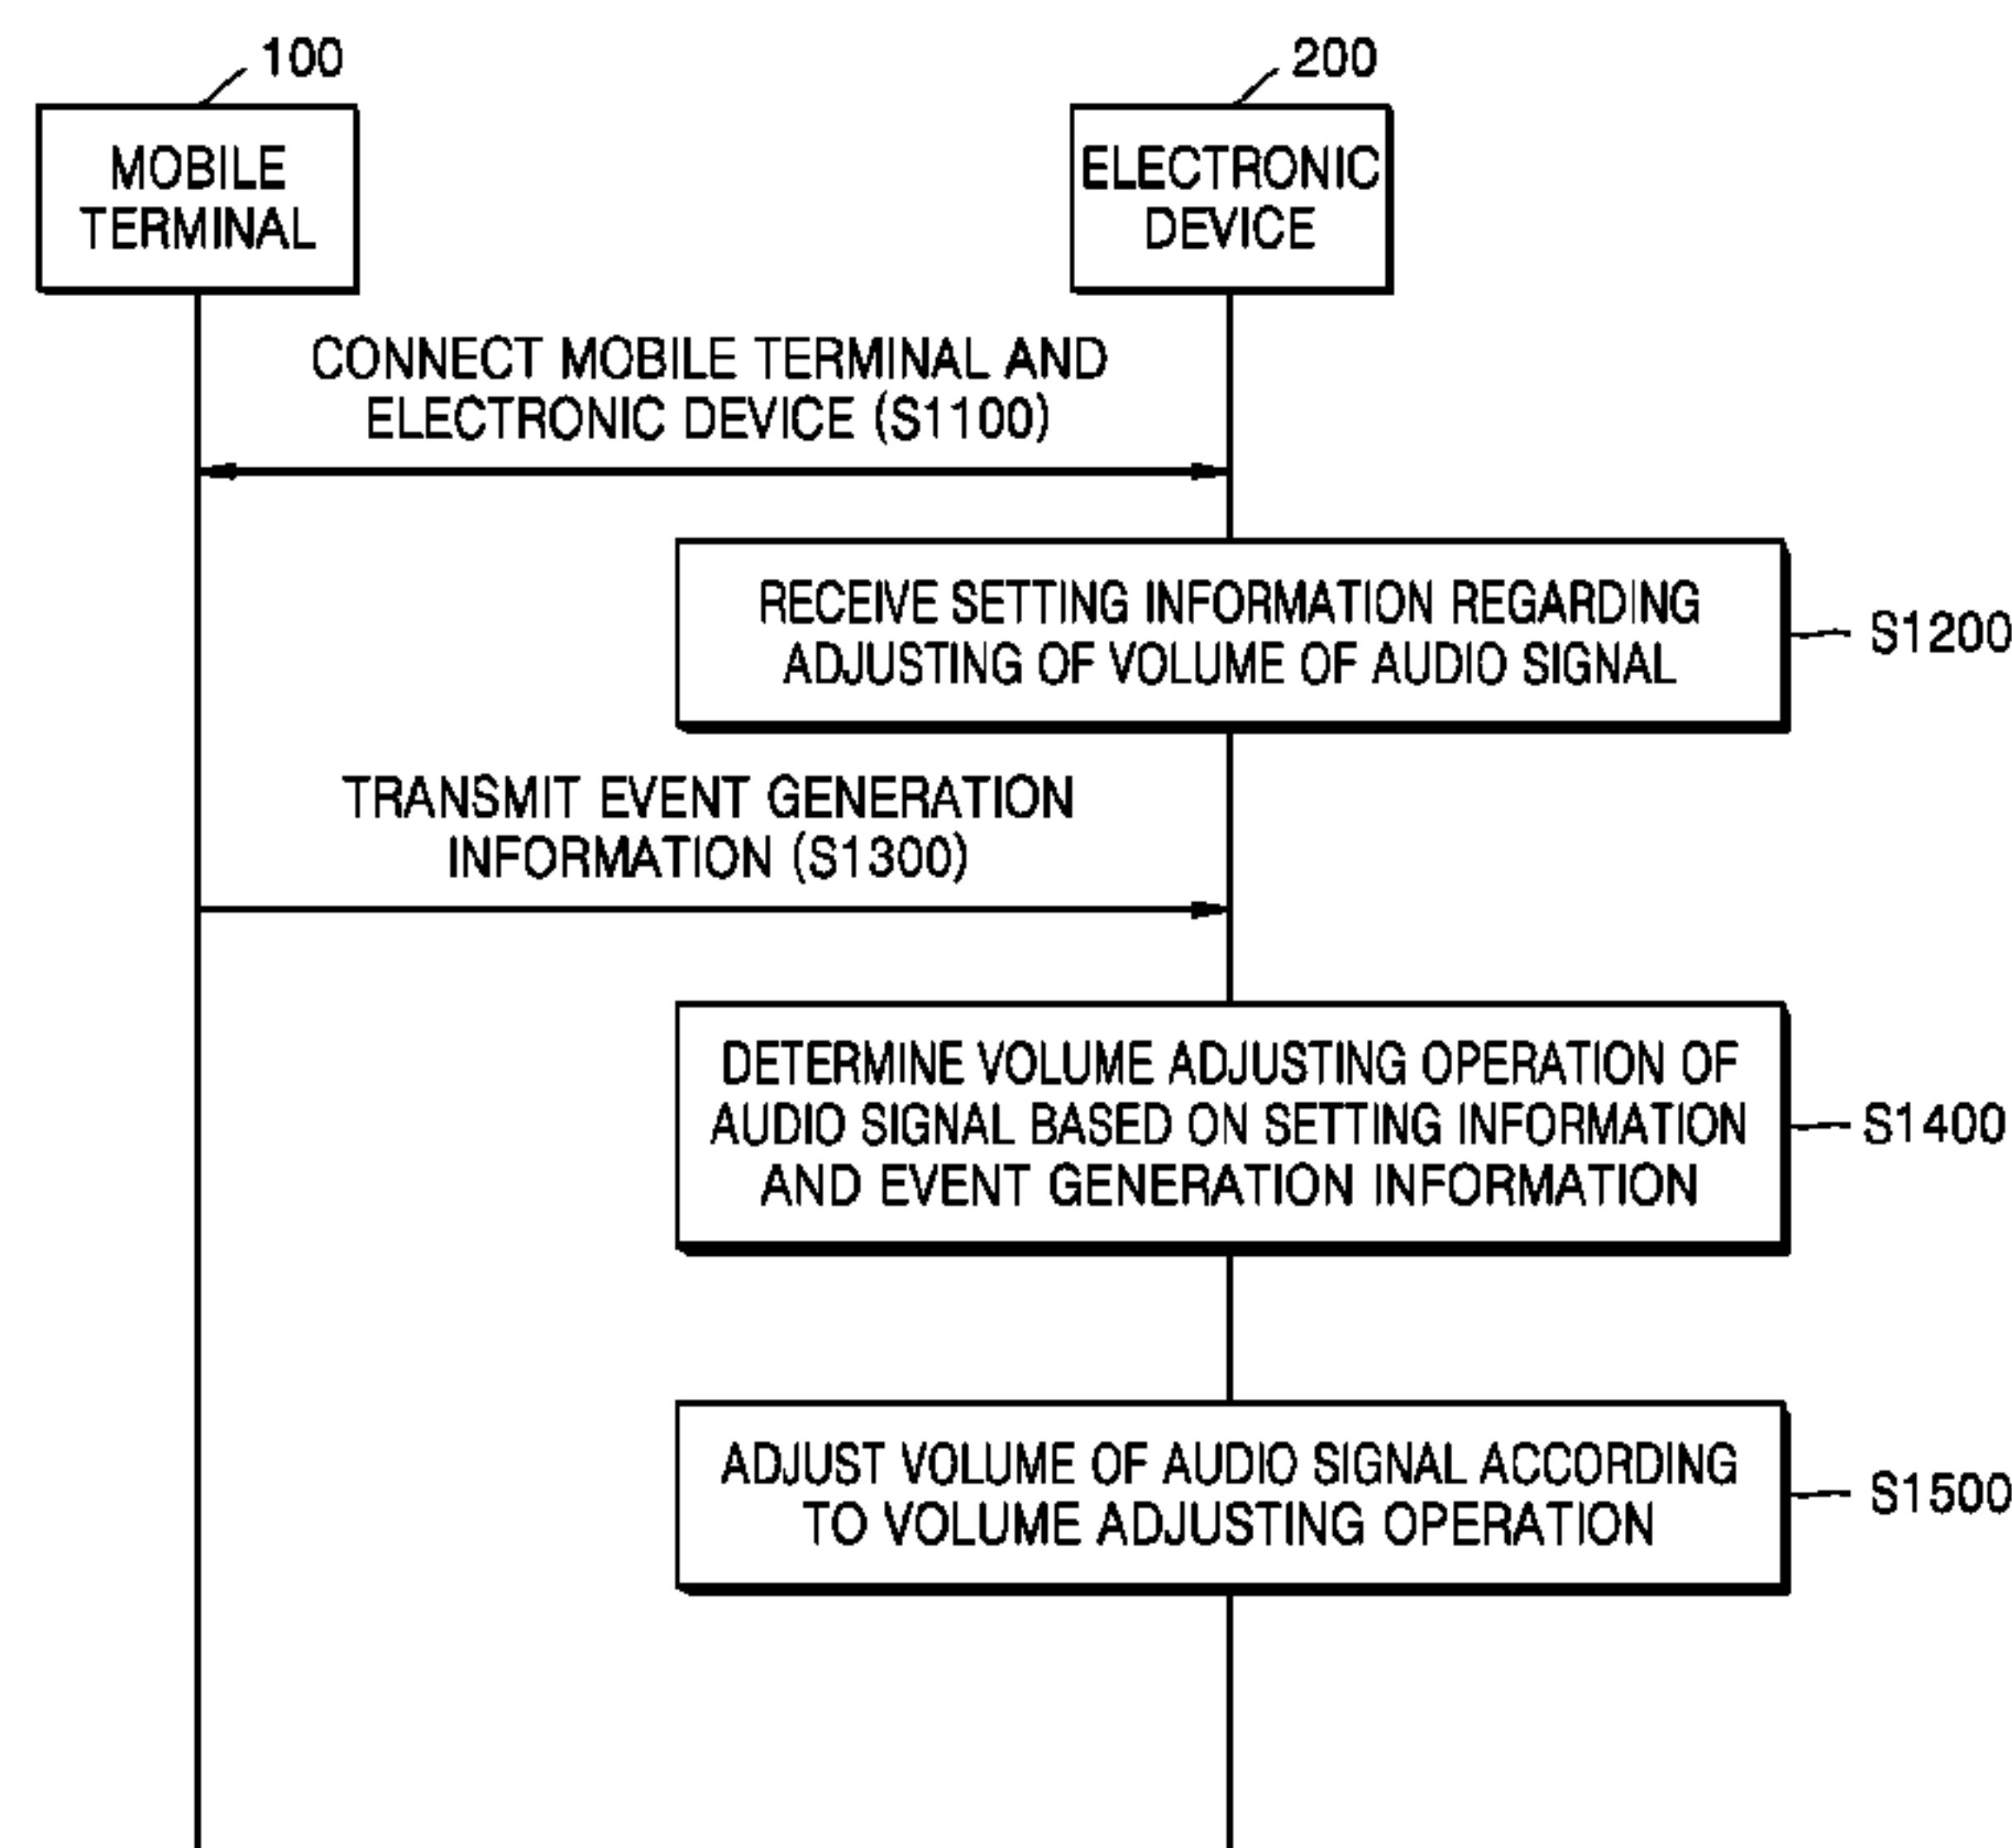 100
200
MOBILE
TERMINAL
ELECTRONIC
DEVICE
CONNECT MOBILE TERMINAL AND
ELECTRONIC DEVICE (S1100)
RECEIVE SETTING INFORMATION REGARDING
ADJUSTING OF VOLUME OF AUDIO SIGNAL
S1200
TRANSMIT EVENT GENERATION
INFORMATION (S1300)
DETERMINE VOLUME ADJUSTING OPERATION OF
AUDIO SIGNAL BASED ON SETTING INFORMATION
AND EVENT GENERATION INFORMATION
S1400
ADJUST VOLUME OF AUDIO SIGNAL ACCORDING
TO VOLUME ADJUSTING OPERATION
S1500